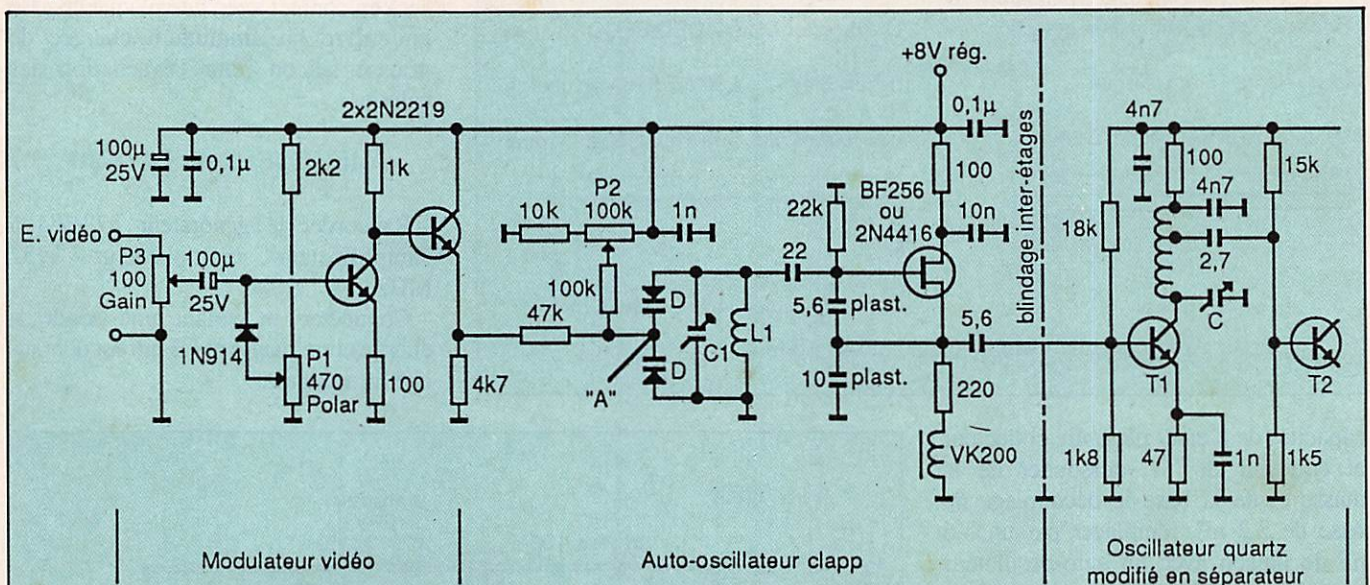 +8V rég.
2x2N2219
0,1µ
4n7
100µ
25V
0,1µ
2k2
1k
100
100
15k
P2
100k
10k
1n
22k
BF256
ou
2N4416
10n
4n7
18k
2,7
E. vidéo
P3
100
Gain
100µ
25V
100k
22
blindage inter-étages
D
C1
L1
5,6
plast.
C
47k
5,6
1N914
P1
470
Polar
100
4k7
"A"
D
10
plast.
220
T1
T2
VK200
1k8
47
1n
1k5
Modulateur vidéo
Auto-oscillateur clapp
Oscillateur quartz
modifié en séparateur